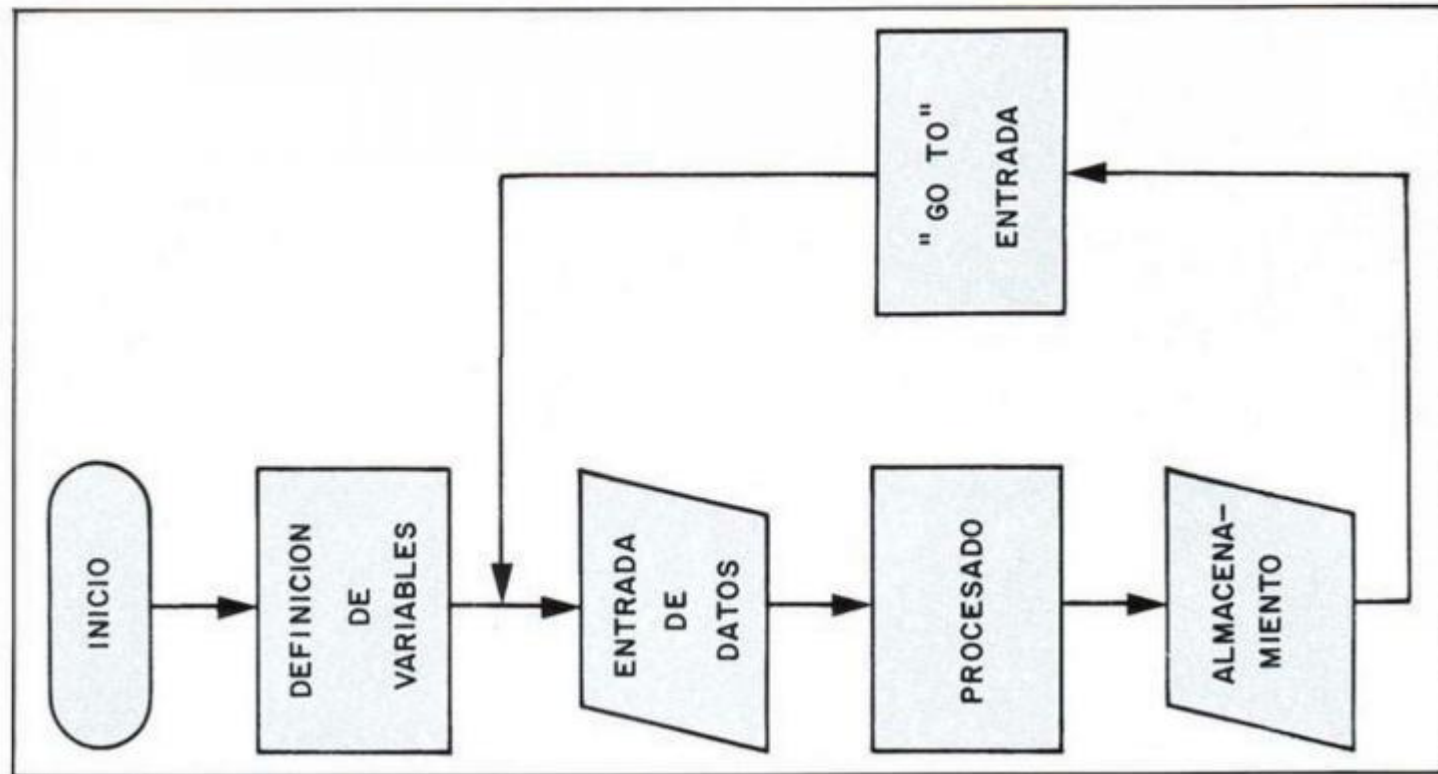 INICIO
DEFINICION
DE
VARIABLES
ENTRADA
DE
DATOS
PROCESADO
ALMACENA-
MIENTO
"GO TO"
ENTRADA